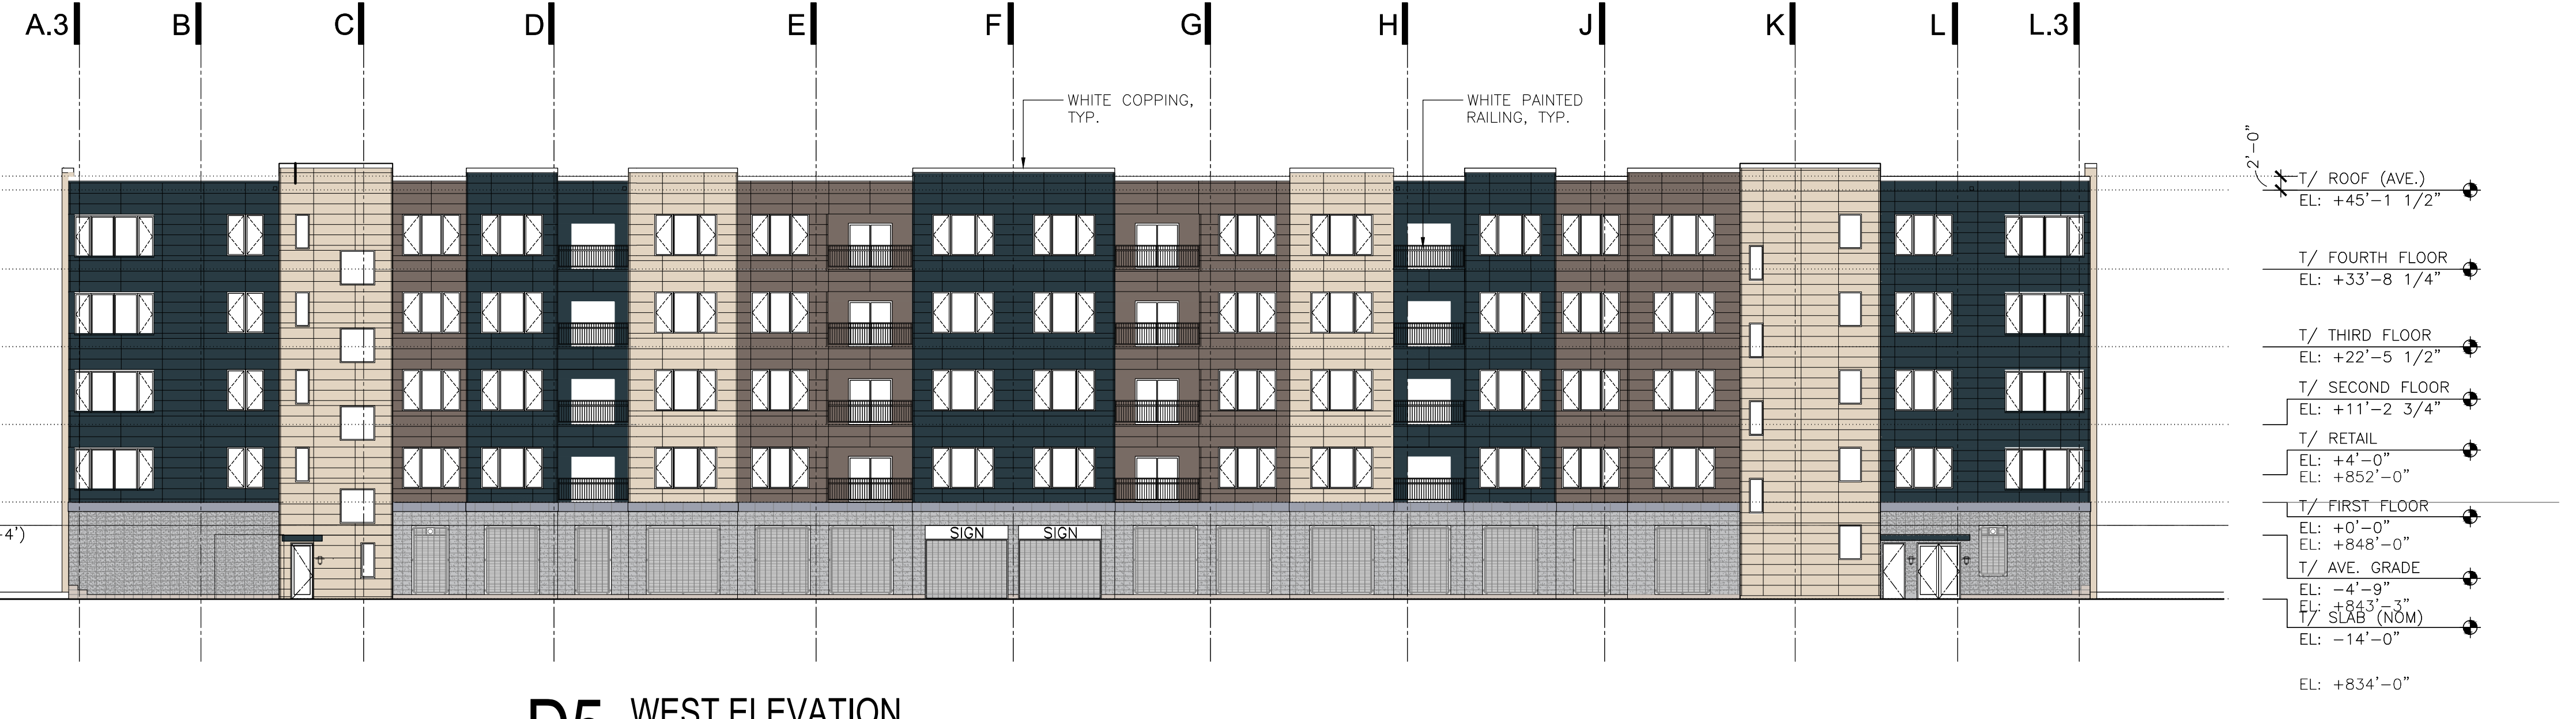 A.3 B C D E F G H J K L L.3
WHITE COPPING,
TYP.
WHITE PAINTED
RAILING, TYP.
2'-0"
T/ ROOF (AVE.)
EL: +45'-1 1/2"
T/ FOURTH FLOOR
EL: +33'-8 1/4"
T/ THIRD FLOOR
EL: +22'-5 1/2"
T/ SECOND FLOOR
EL: +11'-2 3/4"
T/ RETAIL
EL: +4'-0"
EL: +852'-0"
T/ FIRST FLOOR
EL: +0'-0"
EL: +848'-0"
T/ AVE. GRADE
EL: -4'-9"
EL: +843'-3"
T/ SLAB (NOM)
EL: -14'-0"
EL: +834'-0"
-4')
SIGN SIGN
D5 WEST ELEVATION